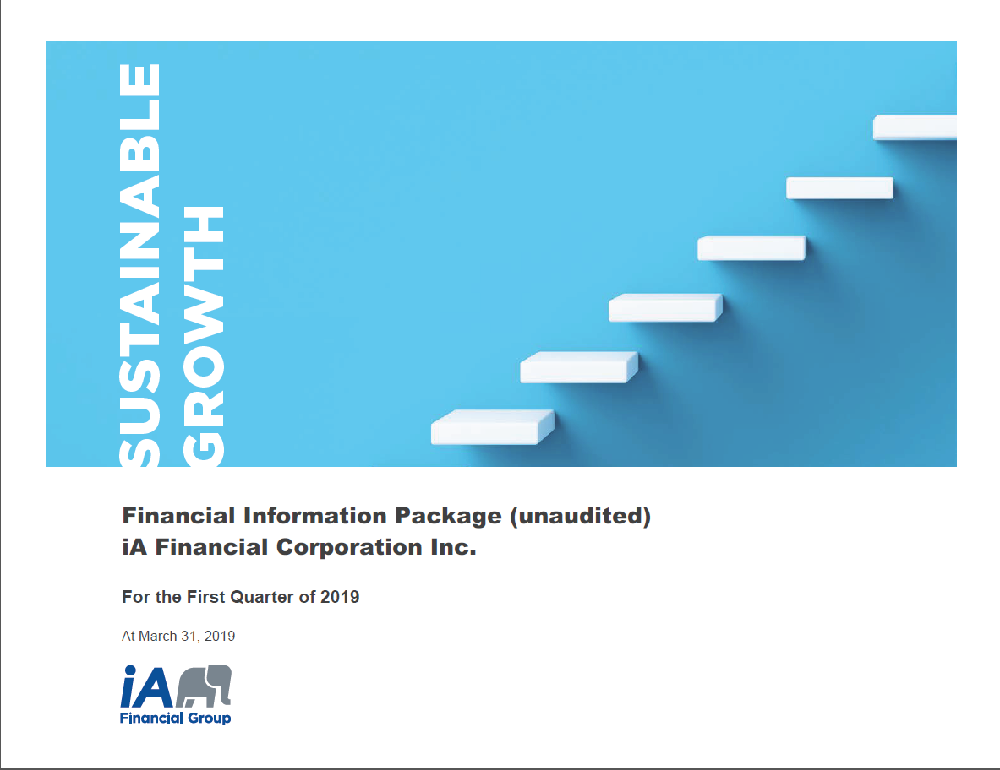 SUSTAINABLE
GROWTH
Financial Information Package (unaudited)
iA Financial Corporation Inc.
For the First Quarter of 2019
At March 31, 2019
iA
Financial Group